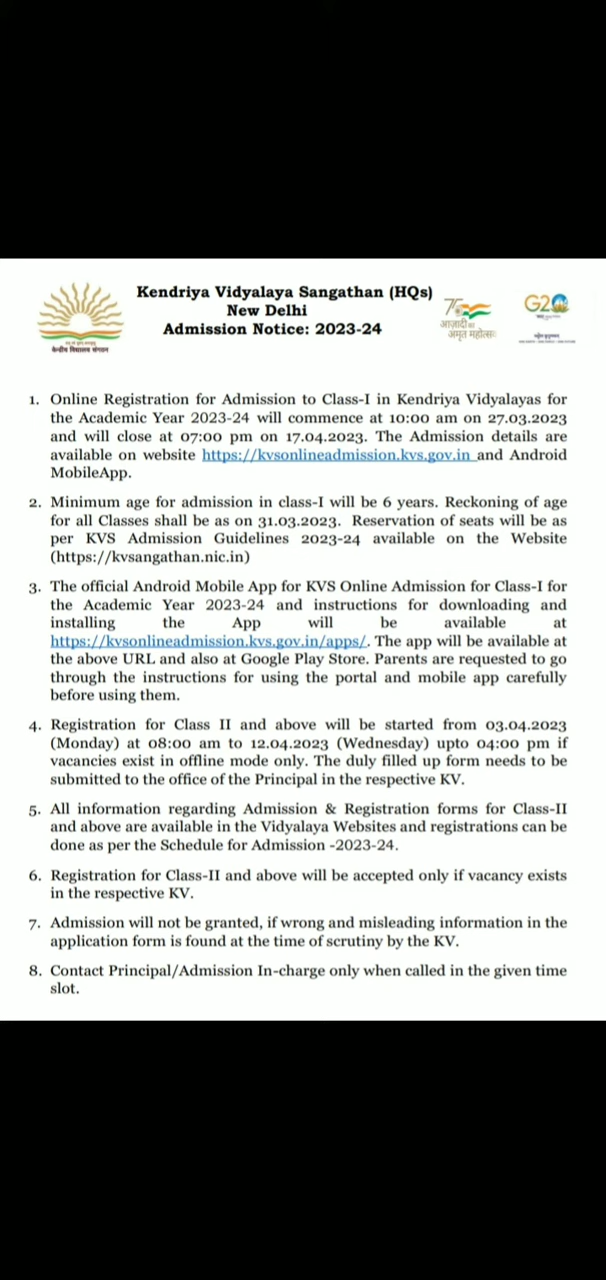 Kendriya Vidyalaya Sangathan (HQs)
New Delhi
Admission Notice: 2023-24
केन्द्रीय विद्यालय संगठन
आज़ादी का
अमृत महोत्सव
G20
1. Online Registration for Admission to Class-I in Kendriya Vidyalayas for
the Academic Year 2023-24 will commence at 10:00 am on 27.03.2023
and will close at 07:00 pm on 17.04.2023. The Admission details are
available on website https://kvsonlineadmission.kvs.gov.in and Android
MobileApp.
2. Minimum age for admission in class-I will be 6 years. Reckoning of age
for all Classes shall be as on 31.03.2023. Reservation of seats will be as
per KVS Admission Guidelines 2023-24 available on the Website
(https://kvsangathan.nic.in)
3. The official Android Mobile App for KVS Online Admission for Class-I for
the Academic Year 2023-24 and instructions for downloading and
installing the App will be available at
https://kvsonlineadmission.kvs.gov.in/apps/. The app will be available at
the above URL and also at Google Play Store. Parents are requested to go
through the instructions for using the portal and mobile app carefully
before using them.
4. Registration for Class II and above will be started from 03.04.2023
(Monday) at 08:00 am to 12.04.2023 (Wednesday) upto 04:00 pm if
vacancies exist in offline mode only. The duly filled up form needs to be
submitted to the office of the Principal in the respective KV.
5. All information regarding Admission & Registration forms for Class-II
and above are available in the Vidyalaya Websites and registrations can be
done as per the Schedule for Admission -2023-24.
6. Registration for Class-II and above will be accepted only if vacancy exists
in the respective KV.
7. Admission will not be granted, if wrong and misleading information in the
application form is found at the time of scrutiny by the KV.
8. Contact Principal/Admission In-charge only when called in the given time
slot.